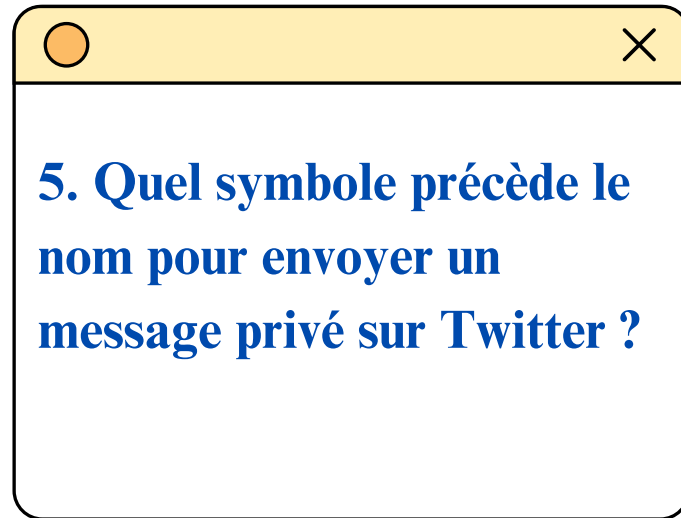 5. Quel symbole précède le
nom pour envoyer un
message privé sur Twitter ?